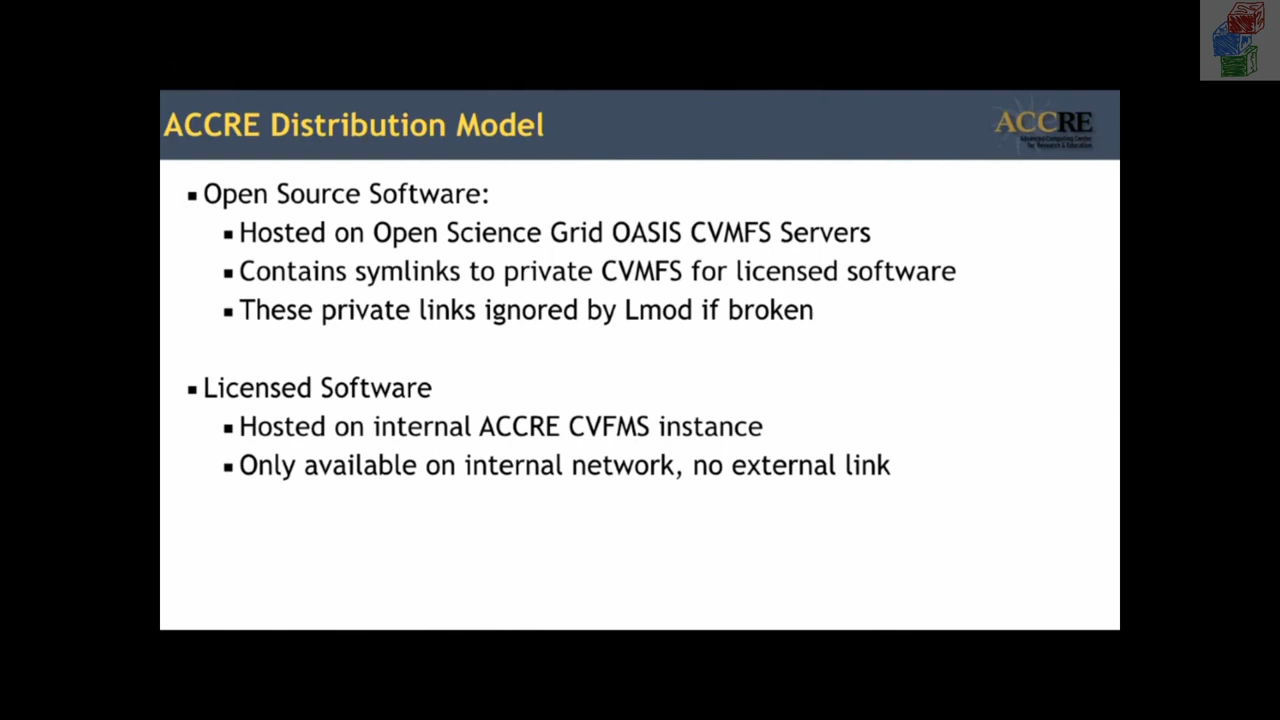 ACCRE Distribution Model
ACCRE
Advanced Computing Center
for Research & Education
▪ Open Source Software:
▪ Hosted on Open Science Grid OASIS CVMFS Servers
▪ Contains symlinks to private CVMFS for licensed software
▪ These private links ignored by Lmod if broken
▪ Licensed Software
▪ Hosted on internal ACCRE CVFMS instance
▪ Only available on internal network, no external link